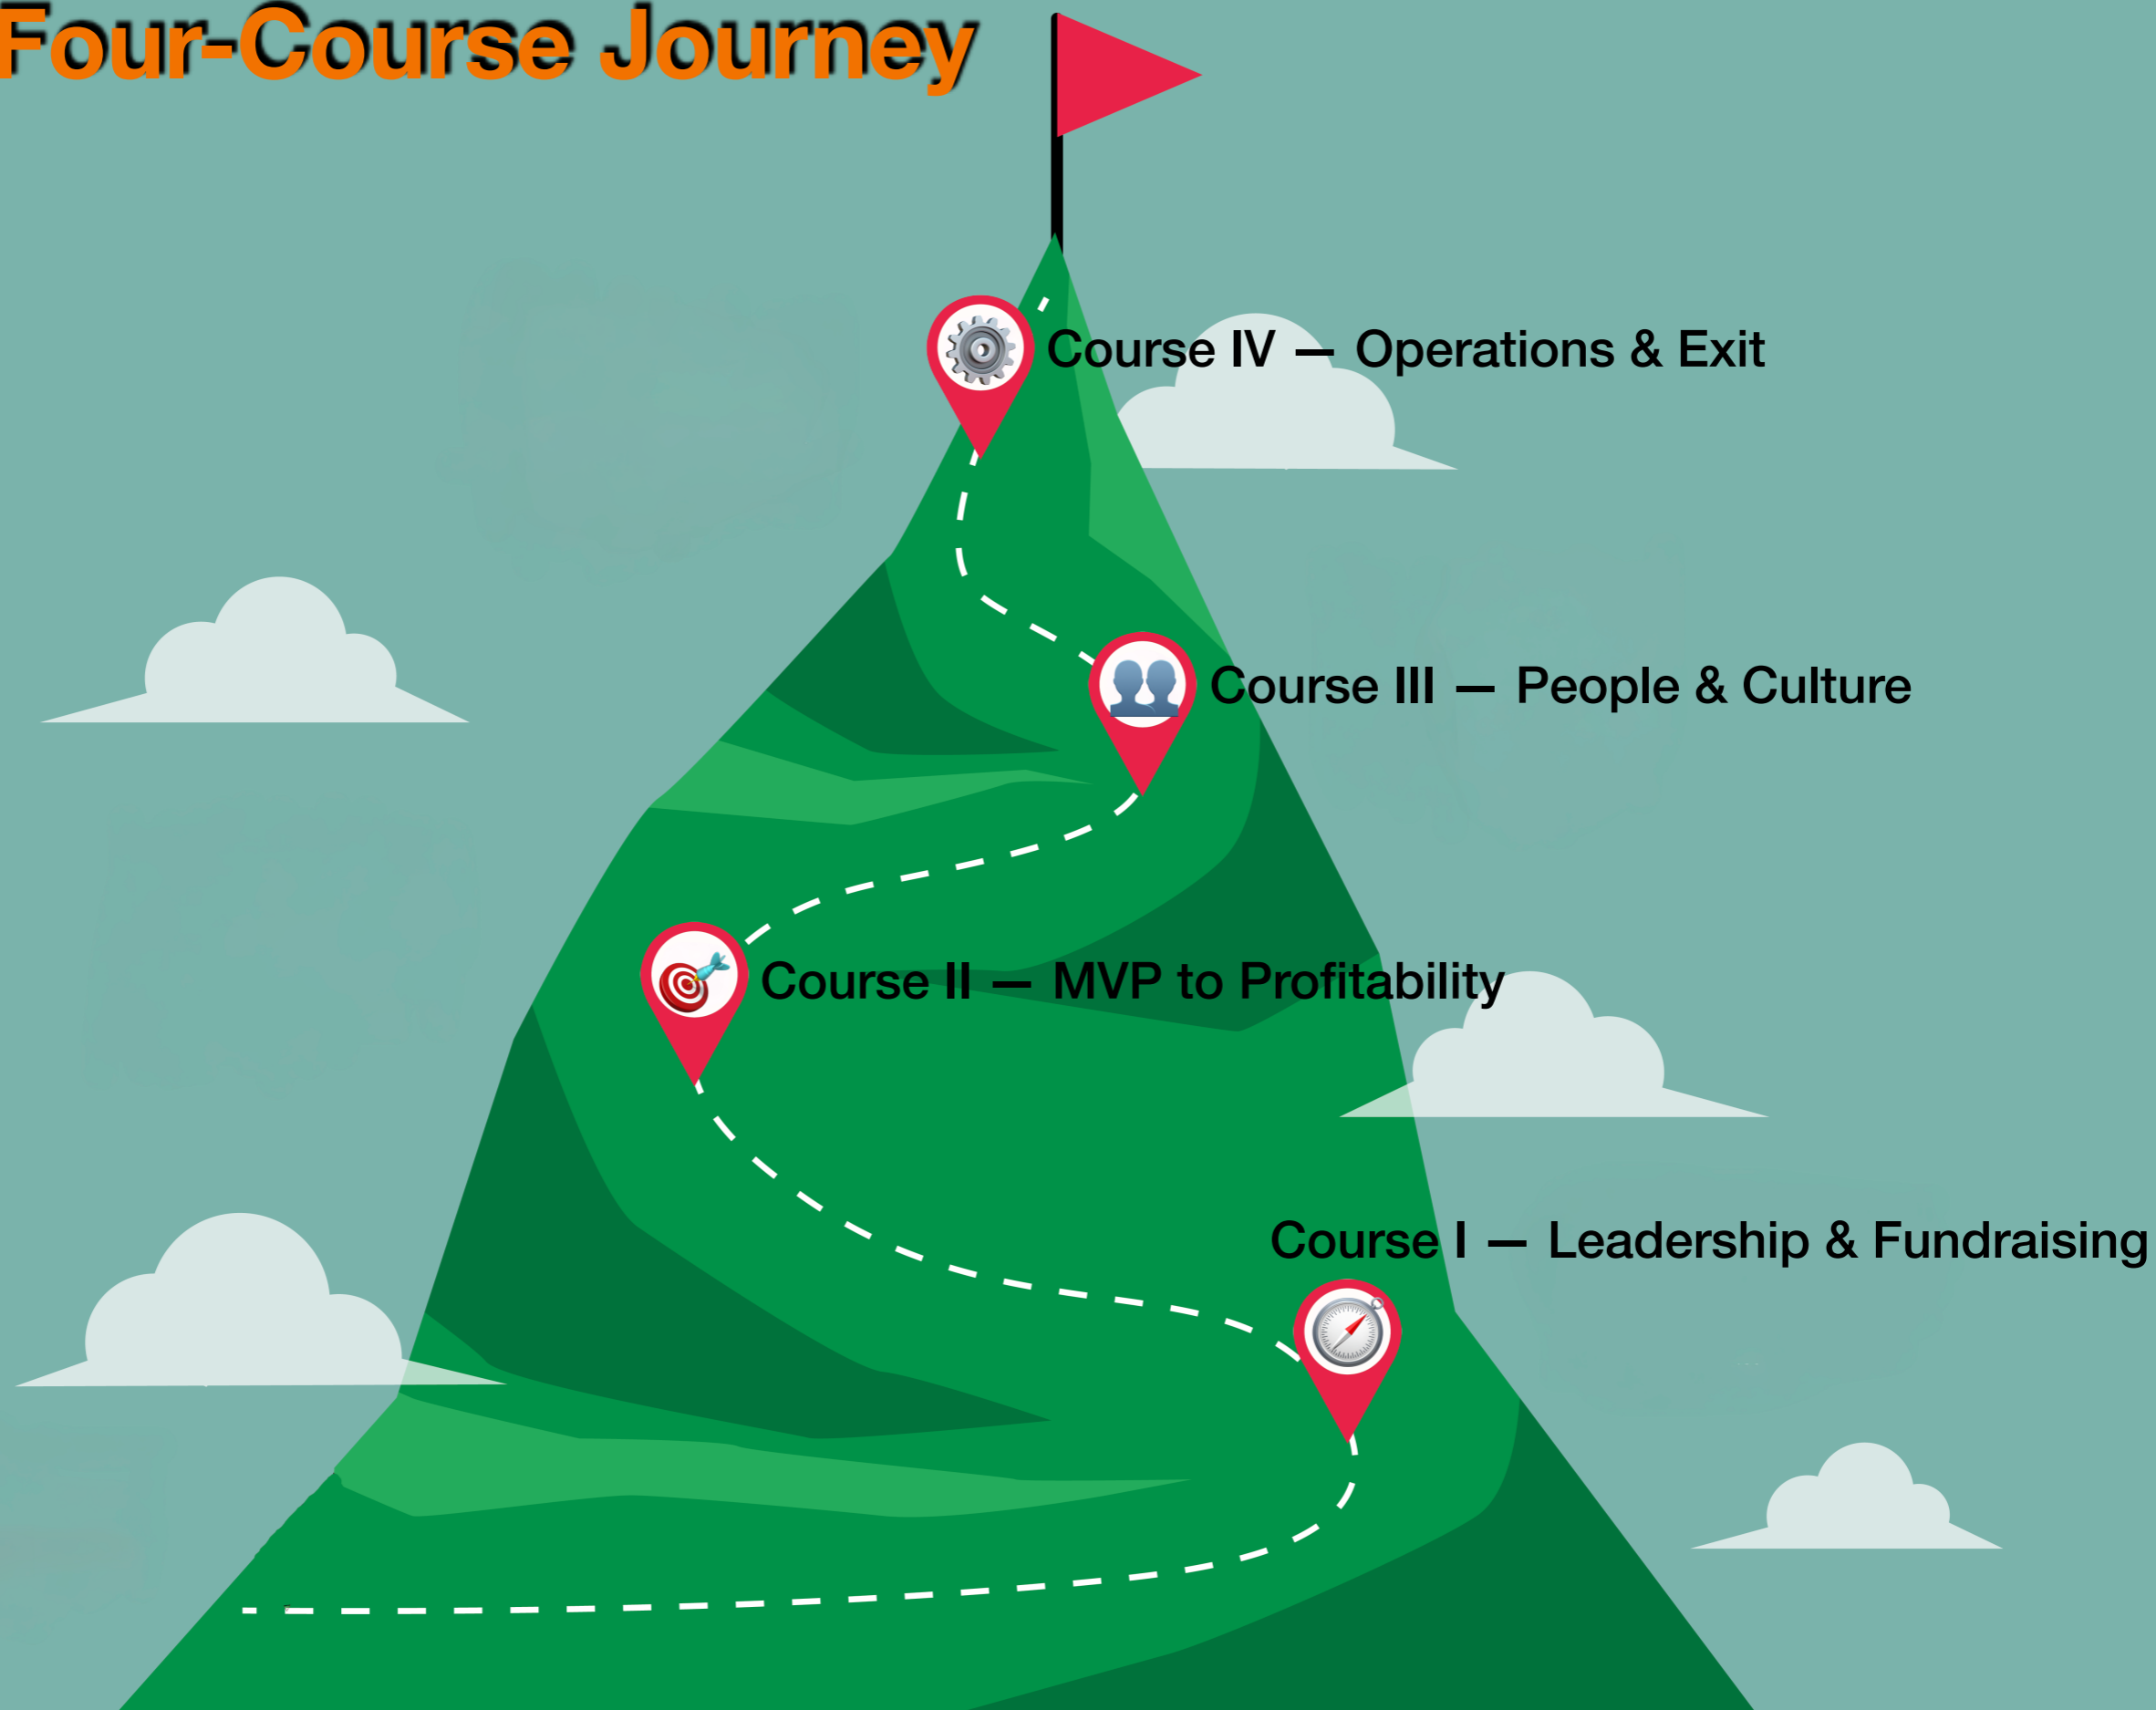 Four-Course Journey
Course IV — Operations & Exit
Course III — People & Culture
Course II — MVP to Profitability
Course I — Leadership & Fundraising